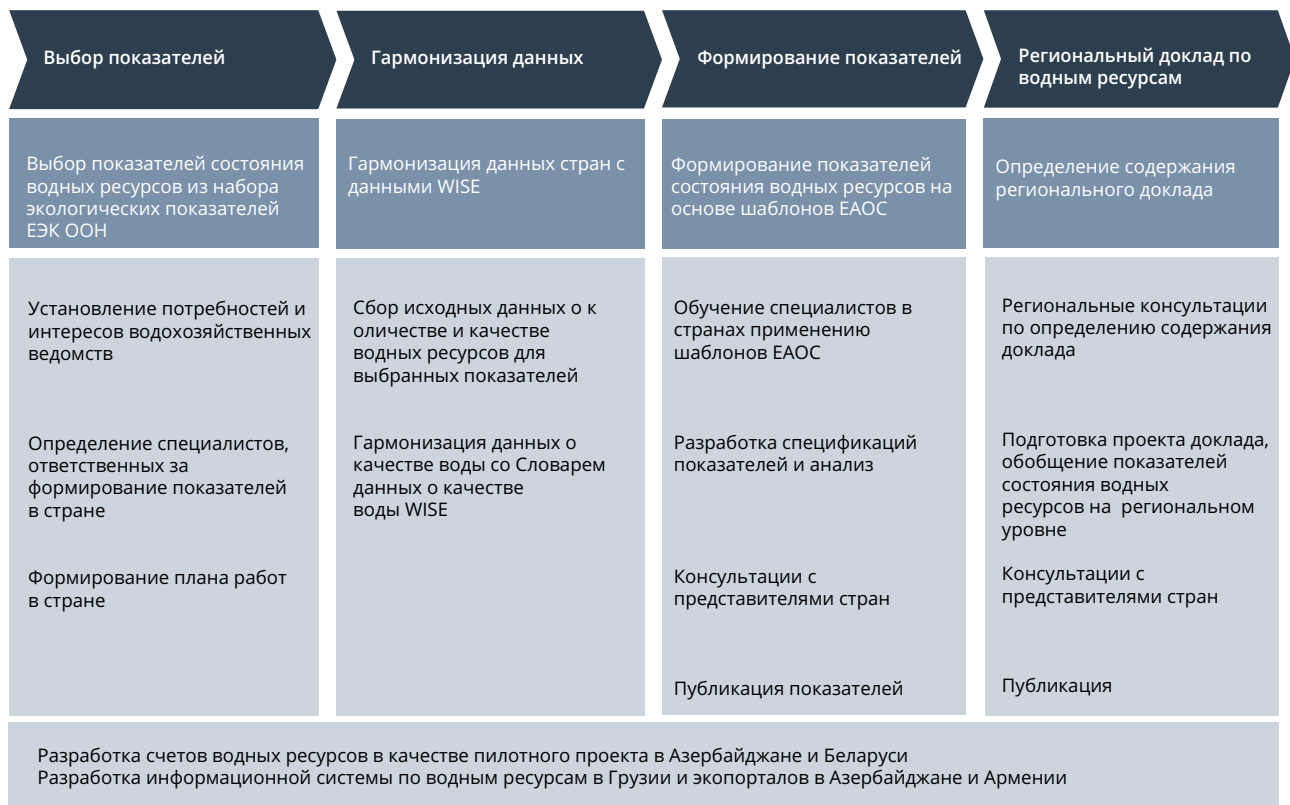 Выбор показателей
Гармонизация данных
Формирование показателей
Региональный доклад по
водным ресурсам
Выбор показателей состояния
водных ресурсов из набора
экологических показателей
ЕЭК ООН
Гармонизация данных стран с
данными WISE
Формирование показателей
состояния водных ресурсов на
основе шаблонов ЕАОС
Определение содержания
регионального доклада
Установление потребностей и
интересов водохозяйственных
ведомств
Определение специалистов,
ответственных за
формирование показателей
в стране
Формирование плана работ
в стране
Сбор исходных данных о к
оличестве и качестве
водных ресурсов для
выбранных показателей
Гармонизация данных о
качестве воды со Словарем
данных о качестве
воды WISE
Обучение специалистов в
странах применению
шаблонов ЕАОС
Разработка спецификаций
показателей и анализ
Консультации с
представителями стран
Публикация показателей
Региональные консультации
по определению содержания
доклада
Подготовка проекта доклада,
обобщение показателей
состояния водных
ресурсов на  региональном
уровне
Консультации с
представителями стран
Публикация
Разработка счетов водных ресурсов в качестве пилотного проекта в Азербайджане и Беларуси
Разработка информационной системы по водным ресурсам в Грузии и экопорталов в Азербайджане и Армении